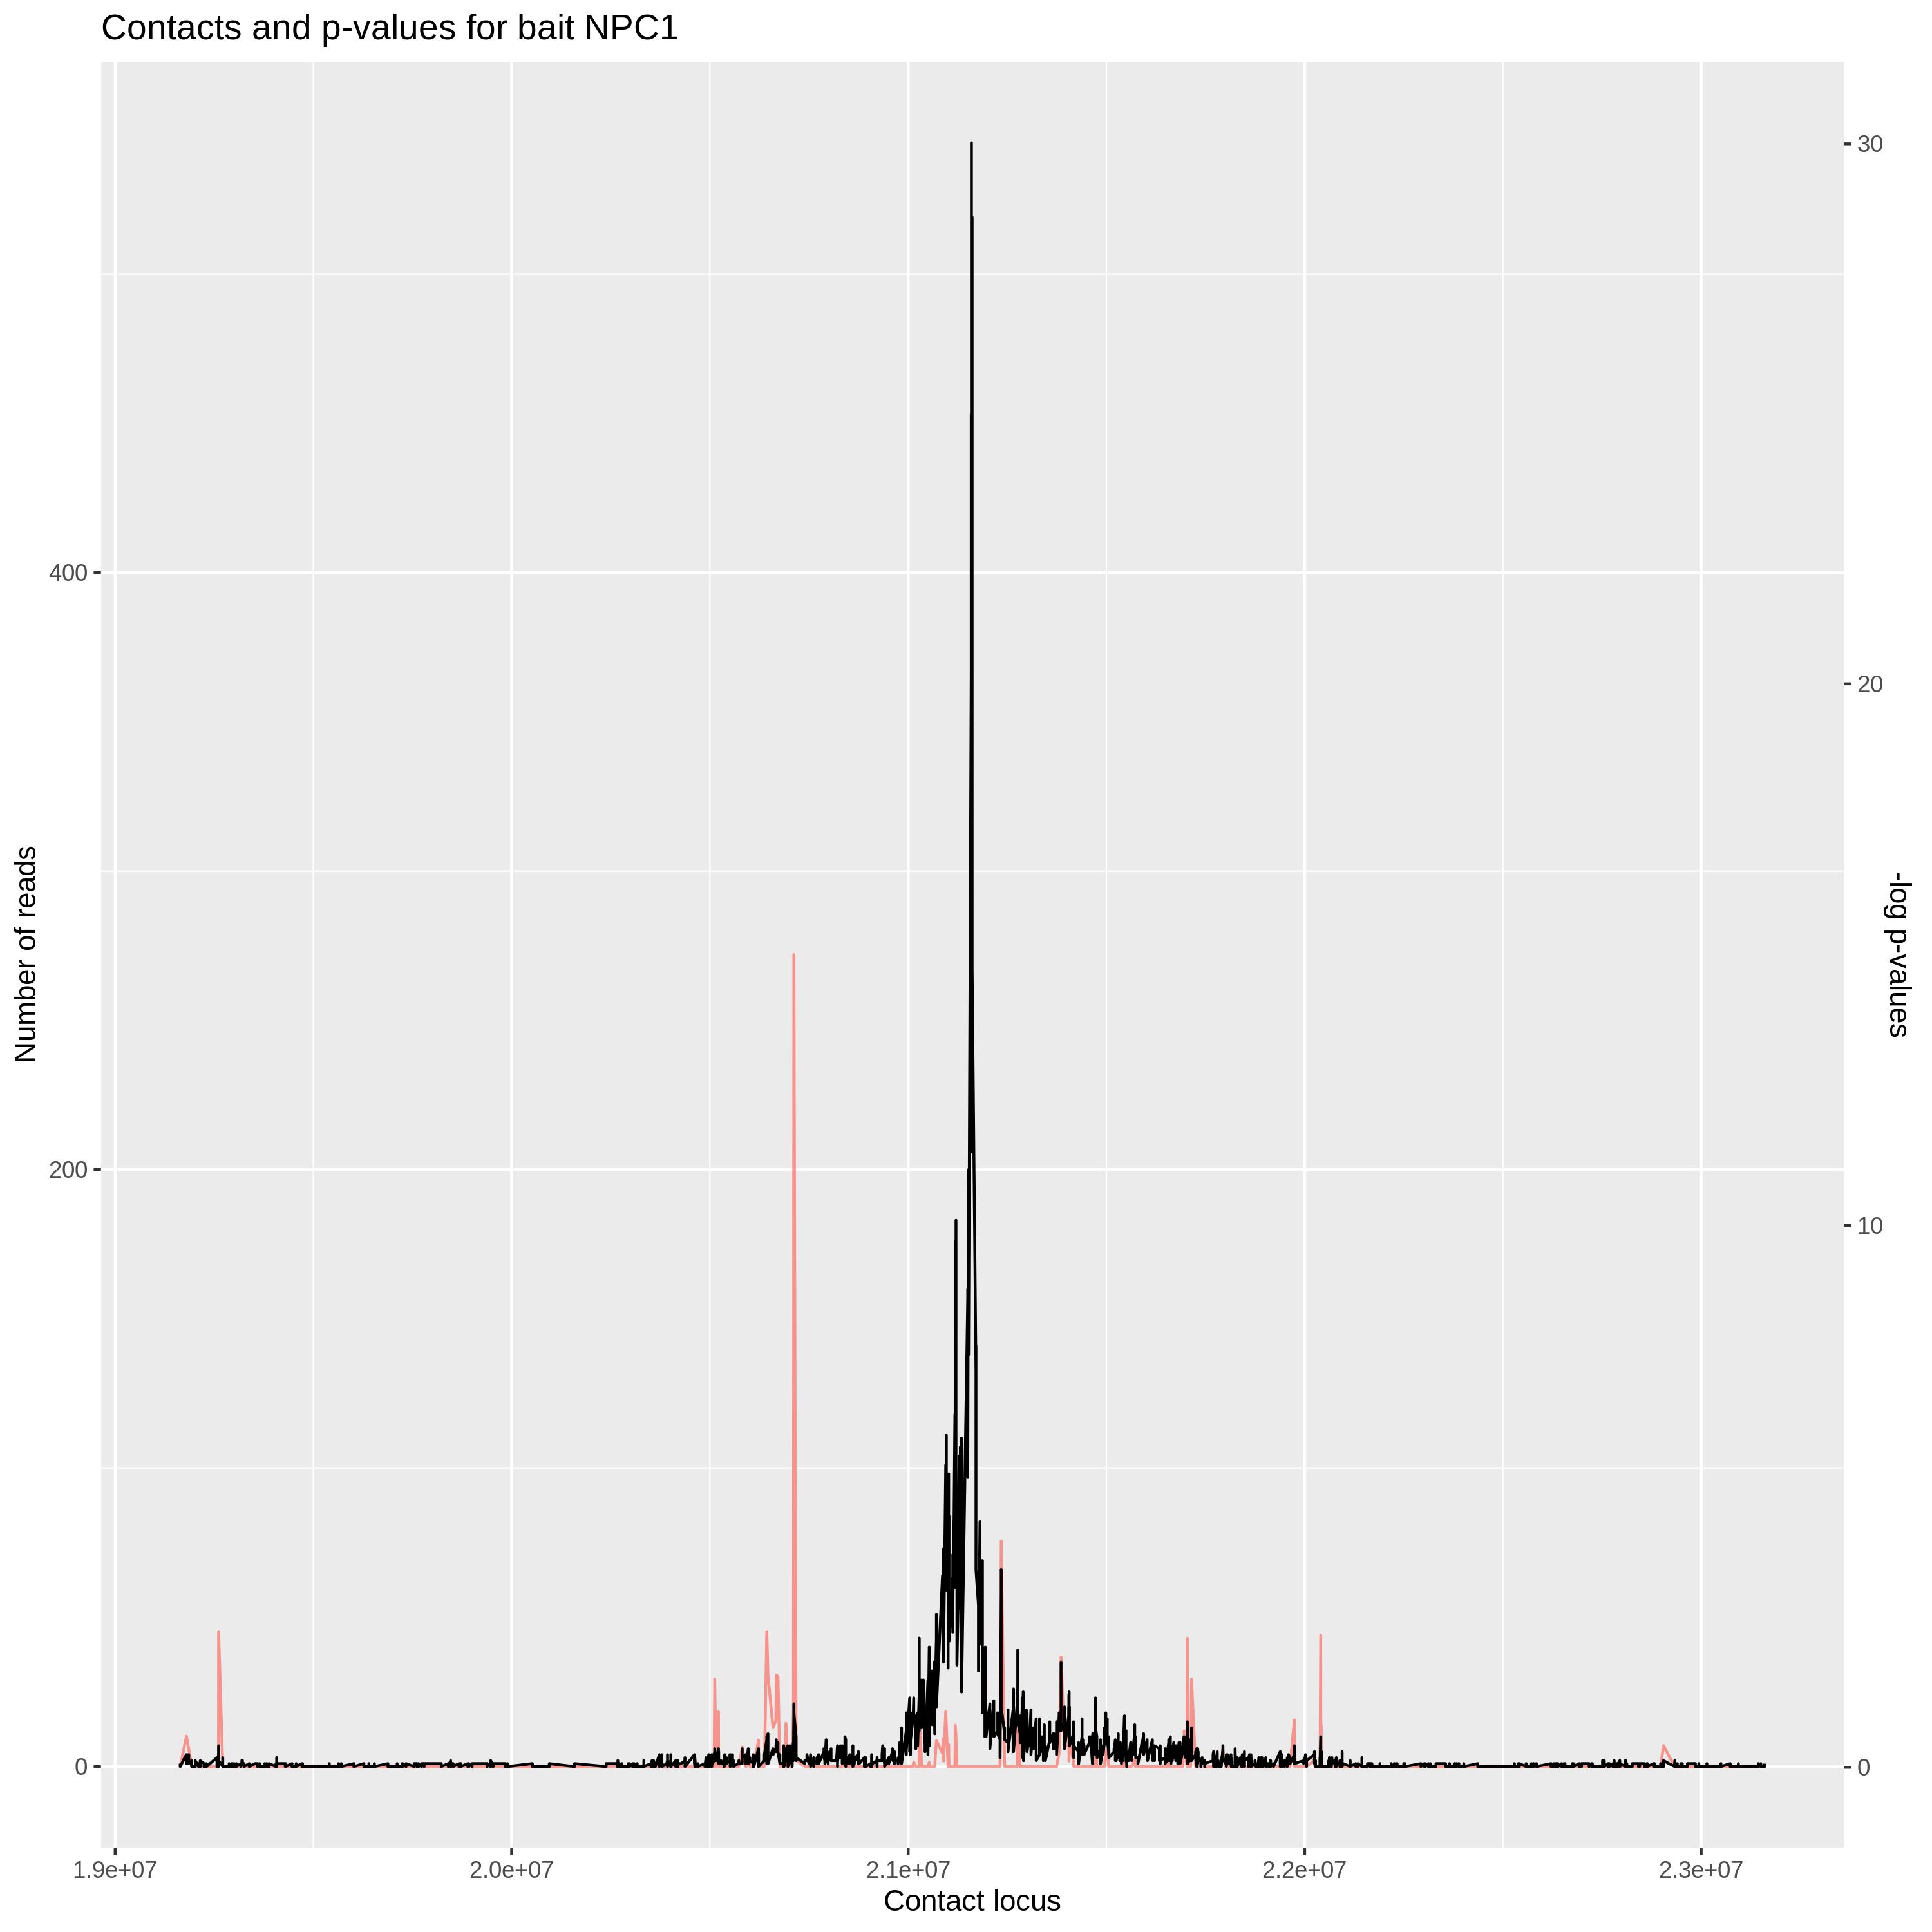 Contacts and p-values for bait NPC1
30
400
20
Number of reads
-log p-values
200
10
0
0
1.9e+07
2.0e+07
2.1e+07
2.2e+07
2.3e+07
Contact locus